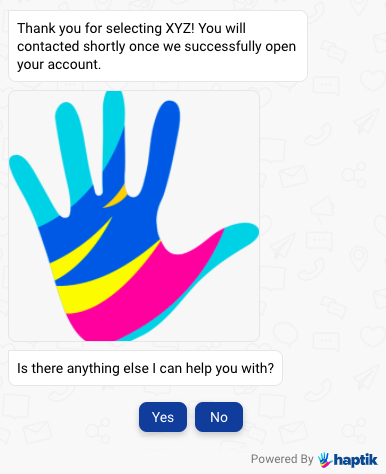 Thank you for selecting XYZ! You will
contacted shortly once we successfully open
your account.
Is there anything else I can help you with?
Yes No
Powered By haptik